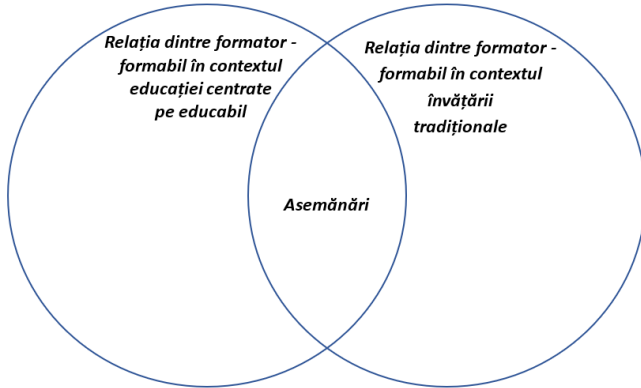 Relația dintre formator -
formabil în contextul
educației centrate
pe educabil
Relația dintre formator -
formabil în contextul
învățării
tradiționale
Asemănări